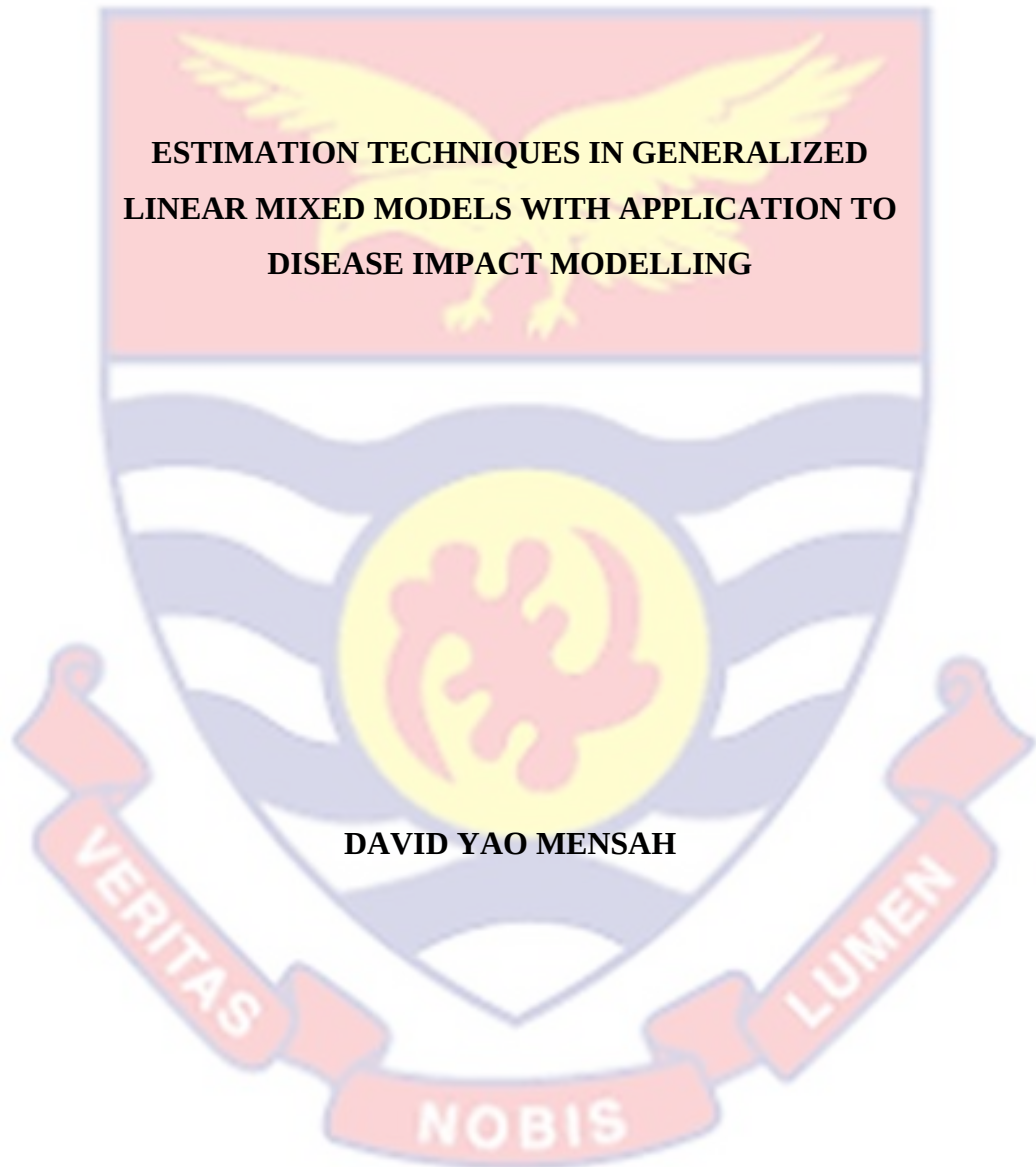 ESTIMATION TECHNIQUES IN GENERALIZED
LINEAR MIXED MODELS WITH APPLICATION TO
DISEASE IMPACT MODELLING
DAVID YAO MENSAH
VERITAS
NOBIS
LUMEN